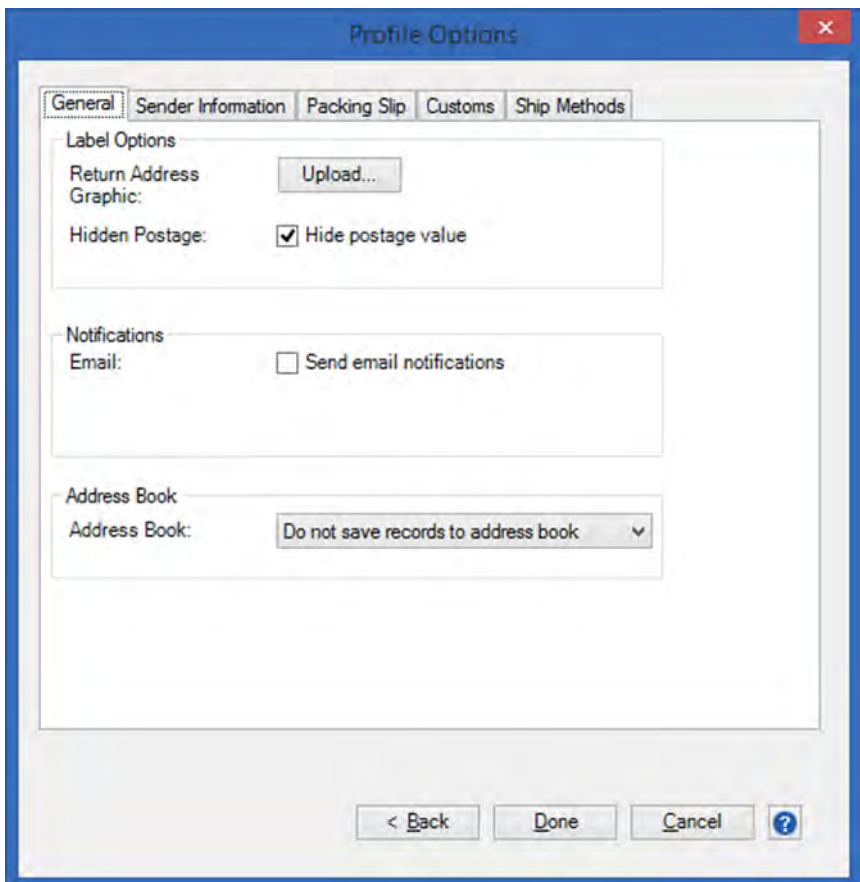 Profile Options
General Sender Information Packing Slip Customs Ship Methods
Label Options
Return Address Graphic: Upload...
Hidden Postage: Hide postage value
Notifications
Email: Send email notifications
Address Book
Address Book: Do not save records to address book
< Back Done Cancel ?